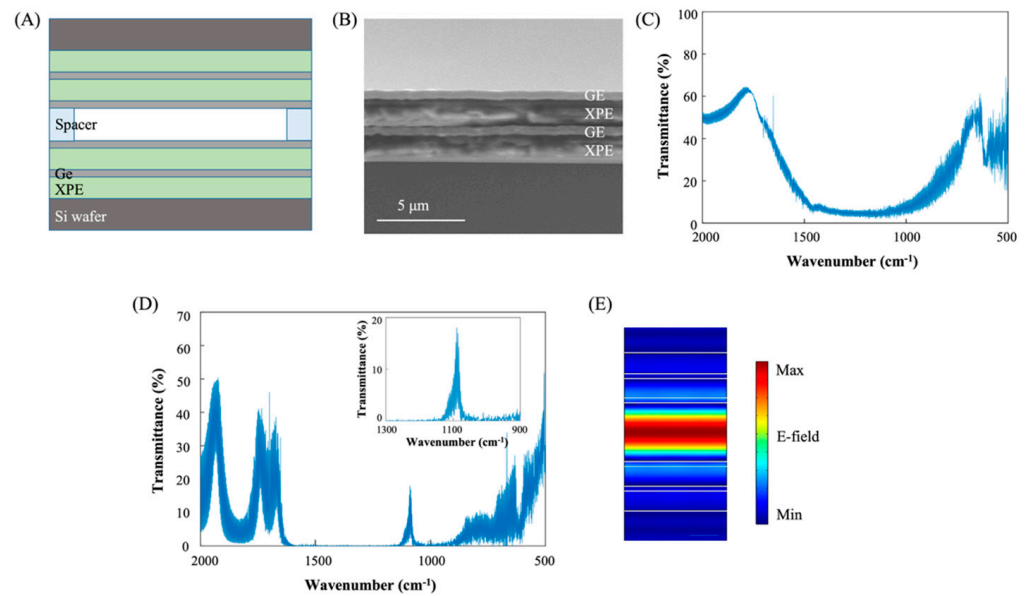 (A)
Spacer
Ge
XPE
Si wafer
(B)
GE
XPE
GE
XPE
5 μm
(C)
100
80
60
40
20
0
Transmittance (%)
2000 1500 1000 500
Wavenumber (cm⁻¹)
(D)
70
60
50
40
30
20
10
0
Transmittance (%)
2000 1500 1000 500
Wavenumber (cm⁻¹)
20
10
0
Transmittance (%)
1300 1100 900
Wavenumber (cm⁻¹)
(E)
Max
E-field
Min